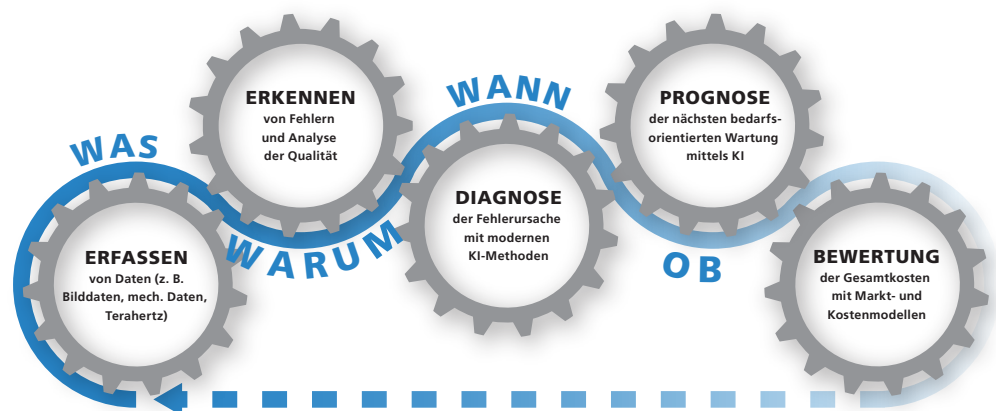 WAS
ERFASSEN
von Daten (z. B.
Bilddaten, mech. Daten,
Terahertz)
ERKENNEN
von Fehlern
und Analyse
der Qualität
WARUM
DIAGNOSE
der Fehlerursache
mit modernen
KI-Methoden
WANN
PROGNOSE
der nächsten bedarfs-
orientierten Wartung
mittels KI
OB
BEWERTUNG
der Gesamtkosten
mit Markt- und
Kostenmodellen